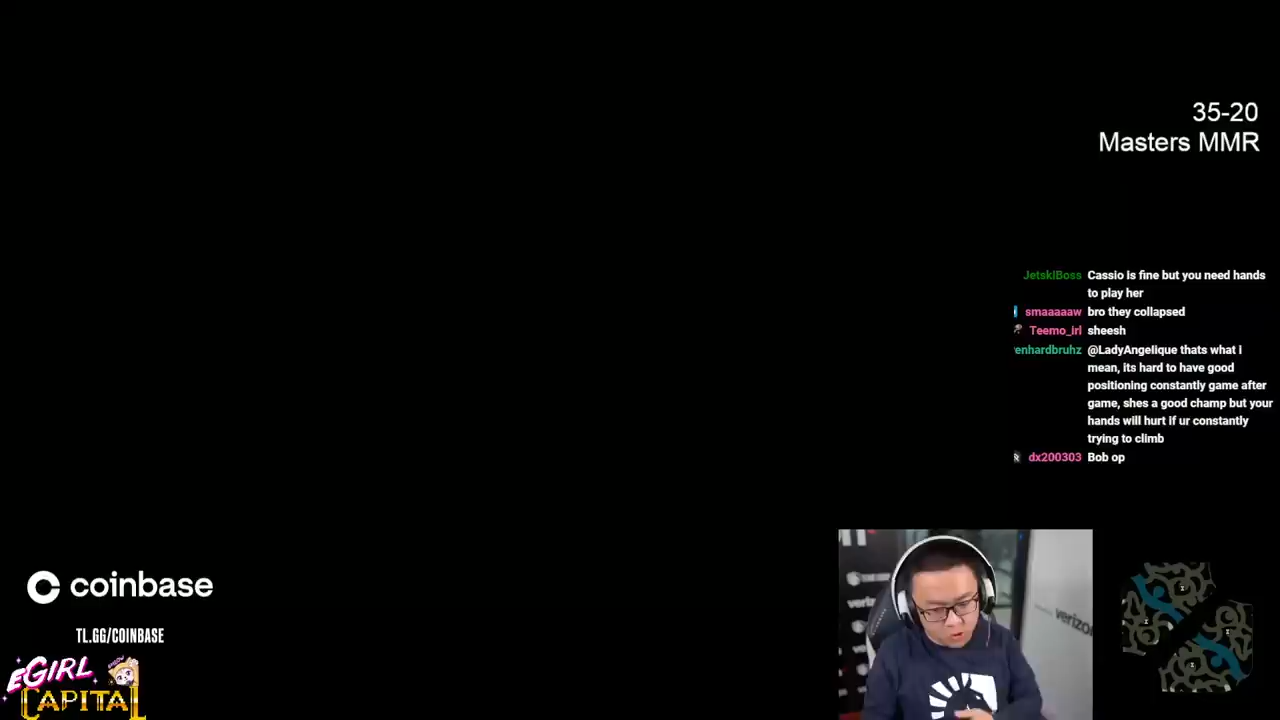 35-20
Masters MMR
JetskiBoss Cassio is fine but you need hands
to play her
smaaaaaw bro they collapsed
Teemo_irl sheesh
enhardbruhz @LadyAngelique thats what i
mean, its hard to have good
positioning constantly game after
game, shes a good champ but your
hands will hurt if ur constantly
trying to climb
dx200303 Bob op
coinbase
TL.GG/COINBASE
EGIRL
CAPITAL
verizon